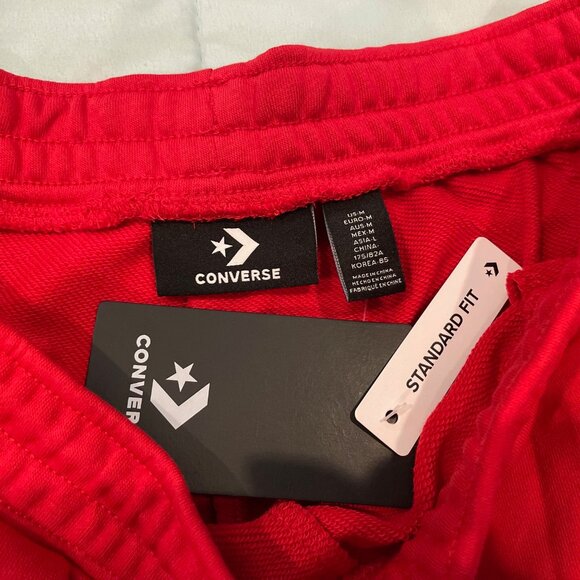 CONVERSE
US-M
EURO-M
AUS-M
MEX-M
ASIA-L
CHINA-
175/82A
KOREA 85
MADE IN CHINA
HECHO EN CHINA
FABRIQUÉ EN CHINE
STANDARD FIT
CONVER